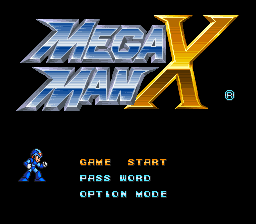 MEGA
MAN X
®
GAME START
PASS WORD
OPTION MODE